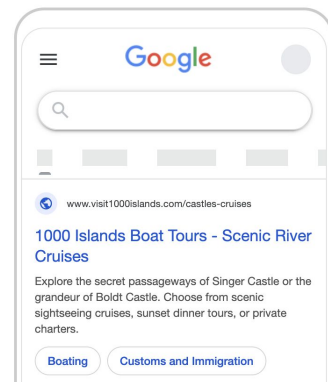 Google
www.visit1000islands.com/castles-cruises
1000 Islands Boat Tours - Scenic River
Cruises
Explore the secret passageways of Singer Castle or the
grandeur of Boldt Castle. Choose from scenic
sightseeing cruises, sunset dinner tours, or private
charters.
Boating
Customs and Immigration